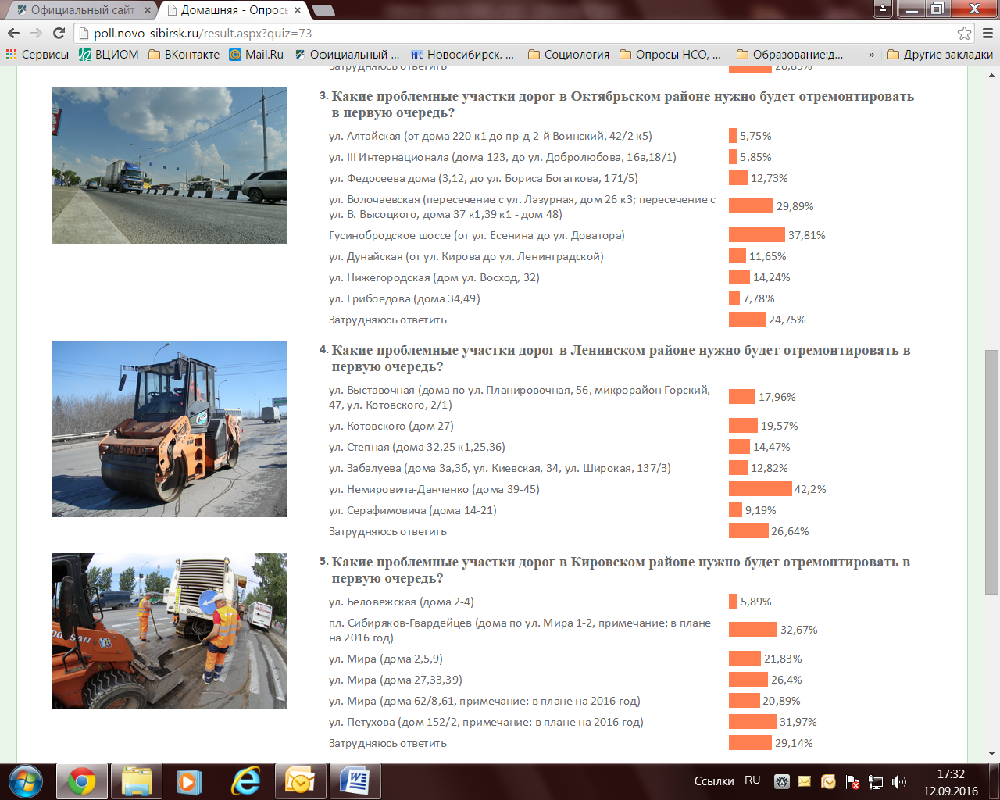 Официальный сайт
Домашняя - Опросы
poll.novo-sibirsk.ru/result.aspx?quiz=73
Сервисы ВЦИОМ ВКонтакте Mail.Ru Официальный ... НГС Новосибирск. ... Социология Опросы НСО, ... Образование:д... » Другие закладки
Затрудняюсь ответить 28,85%
3. Какие проблемные участки дорог в Октябрьском районе нужно будет отремонтировать
в первую очередь?
ул. Алтайская (от дома 220 к1 до пр-д 2-й Воинский, 42/2 к5) 5,75%
ул. III Интернационала (дома 123, до ул. Добролюбова, 16а,18/1) 5,85%
ул. Федосеева дома (3,12, до ул. Бориса Богаткова, 171/5) 12,73%
ул. Волочаевская (пересечение с ул. Лазурная, дом 26 к3; пересечение с
ул. В. Высоцкого, дома 37 к1,39 к1 - дом 48) 29,89%
Гусинобродское шоссе (от ул. Есенина до ул. Доватора) 37,81%
ул. Дунайская (от ул. Кирова до ул. Ленинградской) 11,65%
ул. Нижегородская (дом ул. Восход, 32) 14,24%
ул. Грибоедова (дома 34,49) 7,78%
Затрудняюсь ответить 24,75%
4. Какие проблемные участки дорог в Ленинском районе нужно будет отремонтировать в
первую очередь?
ул. Выставочная (дома по ул. Планировочная, 56, микрорайон Горский,
47, ул. Котовского, 2/1) 17,96%
ул. Котовского (дом 27) 19,57%
ул. Степная (дома 32,25 к1,25,36) 14,47%
ул. Забалуева (дома 3а,3б, ул. Киевская, 34, ул. Широкая, 137/3) 12,82%
ул. Немировича-Данченко (дома 39-45) 42,2%
ул. Серафимовича (дома 14-21) 9,19%
Затрудняюсь ответить 26,64%
5. Какие проблемные участки дорог в Кировском районе нужно будет отремонтировать в
первую очередь?
ул. Беловежская (дома 2-4) 5,89%
пл. Сибиряков-Гвардейцев (дома по ул. Мира 1-2, примечание: в плане
на 2016 год) 32,67%
ул. Мира (дома 2,5,9) 21,83%
ул. Мира (дома 27,33,39) 26,4%
ул. Мира (дома 62/8,61, примечание: в плане на 2016 год) 20,89%
ул. Петухова (дом 152/2, примечание: в плане на 2016 год) 31,97%
Затрудняюсь ответить 29,14%
Ссылки RU 17:32
12.09.2016